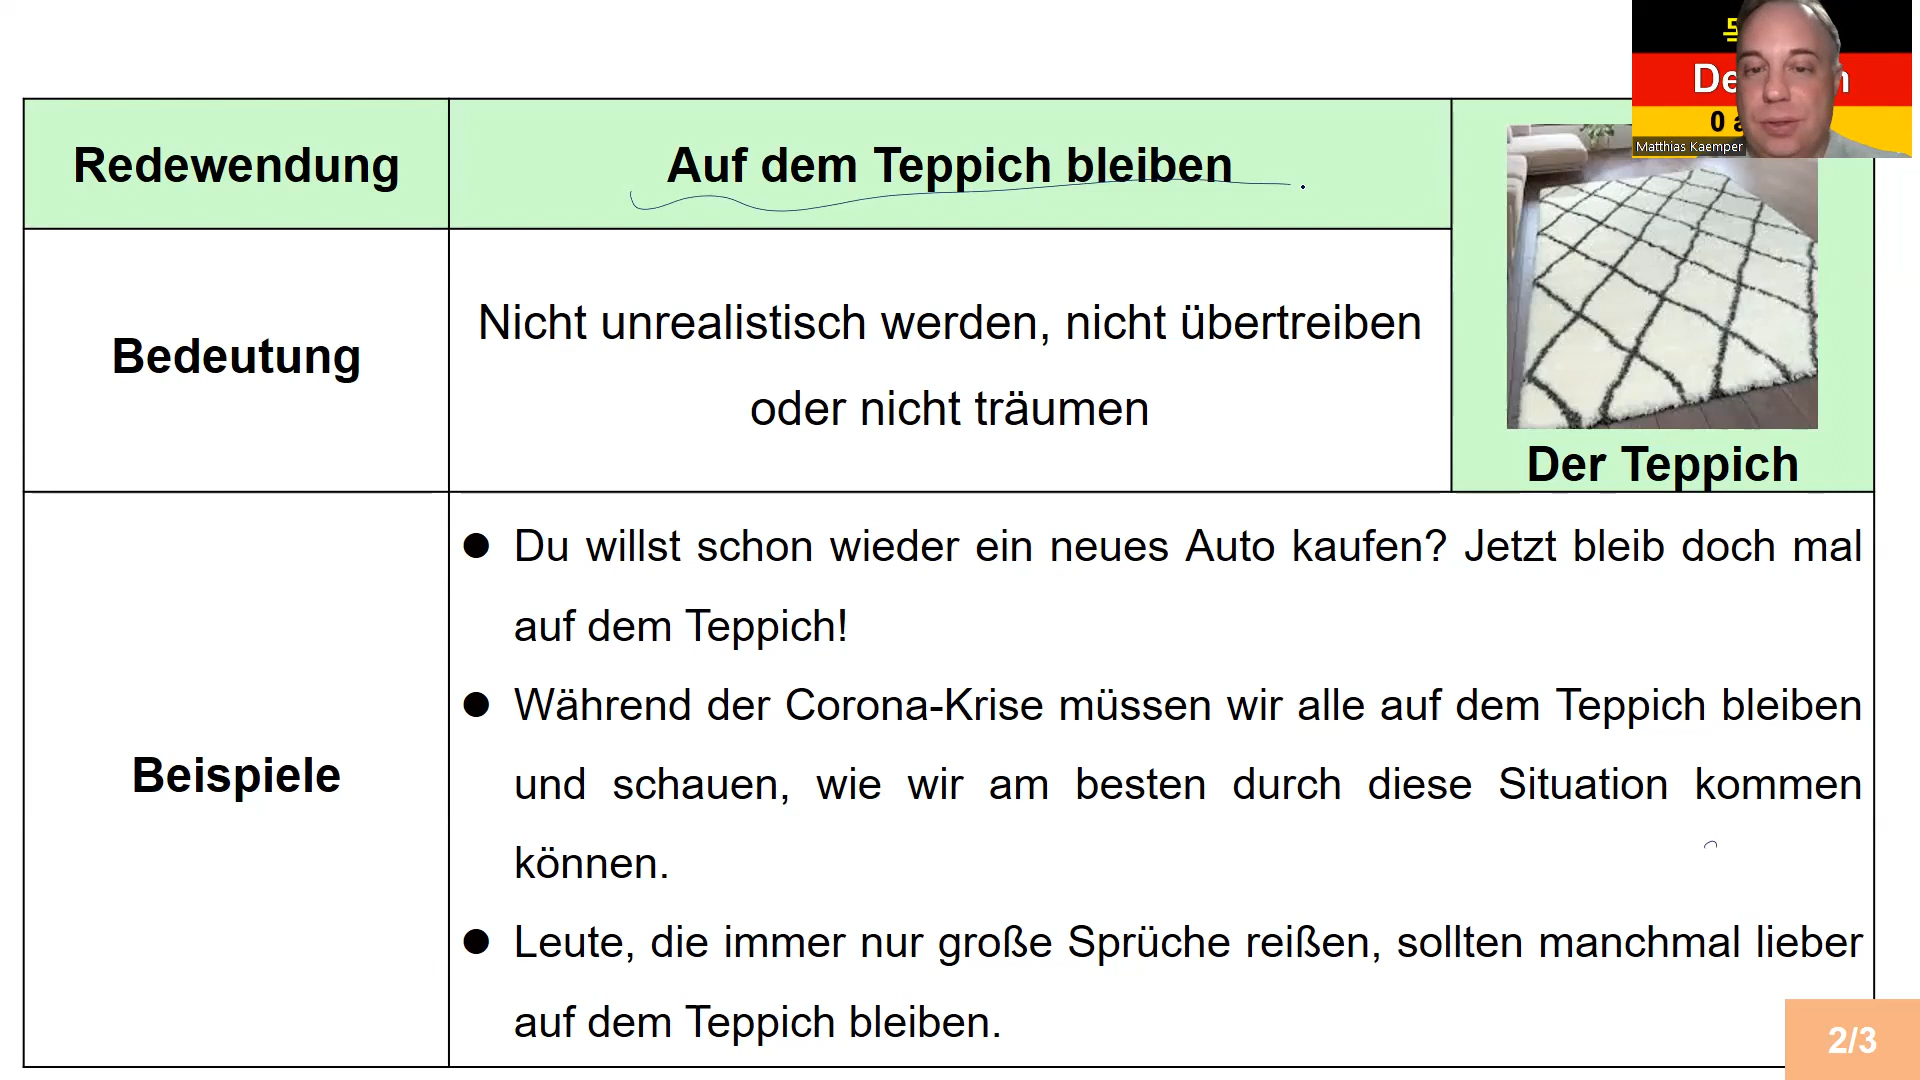 Matthias Kaemper
Redewendung
Auf dem Teppich bleiben
Bedeutung
Nicht unrealistisch werden, nicht übertreiben
oder nicht träumen
Der Teppich
Beispiele
● Du willst schon wieder ein neues Auto kaufen? Jetzt bleib doch mal
auf dem Teppich!
● Während der Corona-Krise müssen wir alle auf dem Teppich bleiben
und schauen, wie wir am besten durch diese Situation kommen
können.
● Leute, die immer nur große Sprüche reißen, sollten manchmal lieber
auf dem Teppich bleiben.
2/3